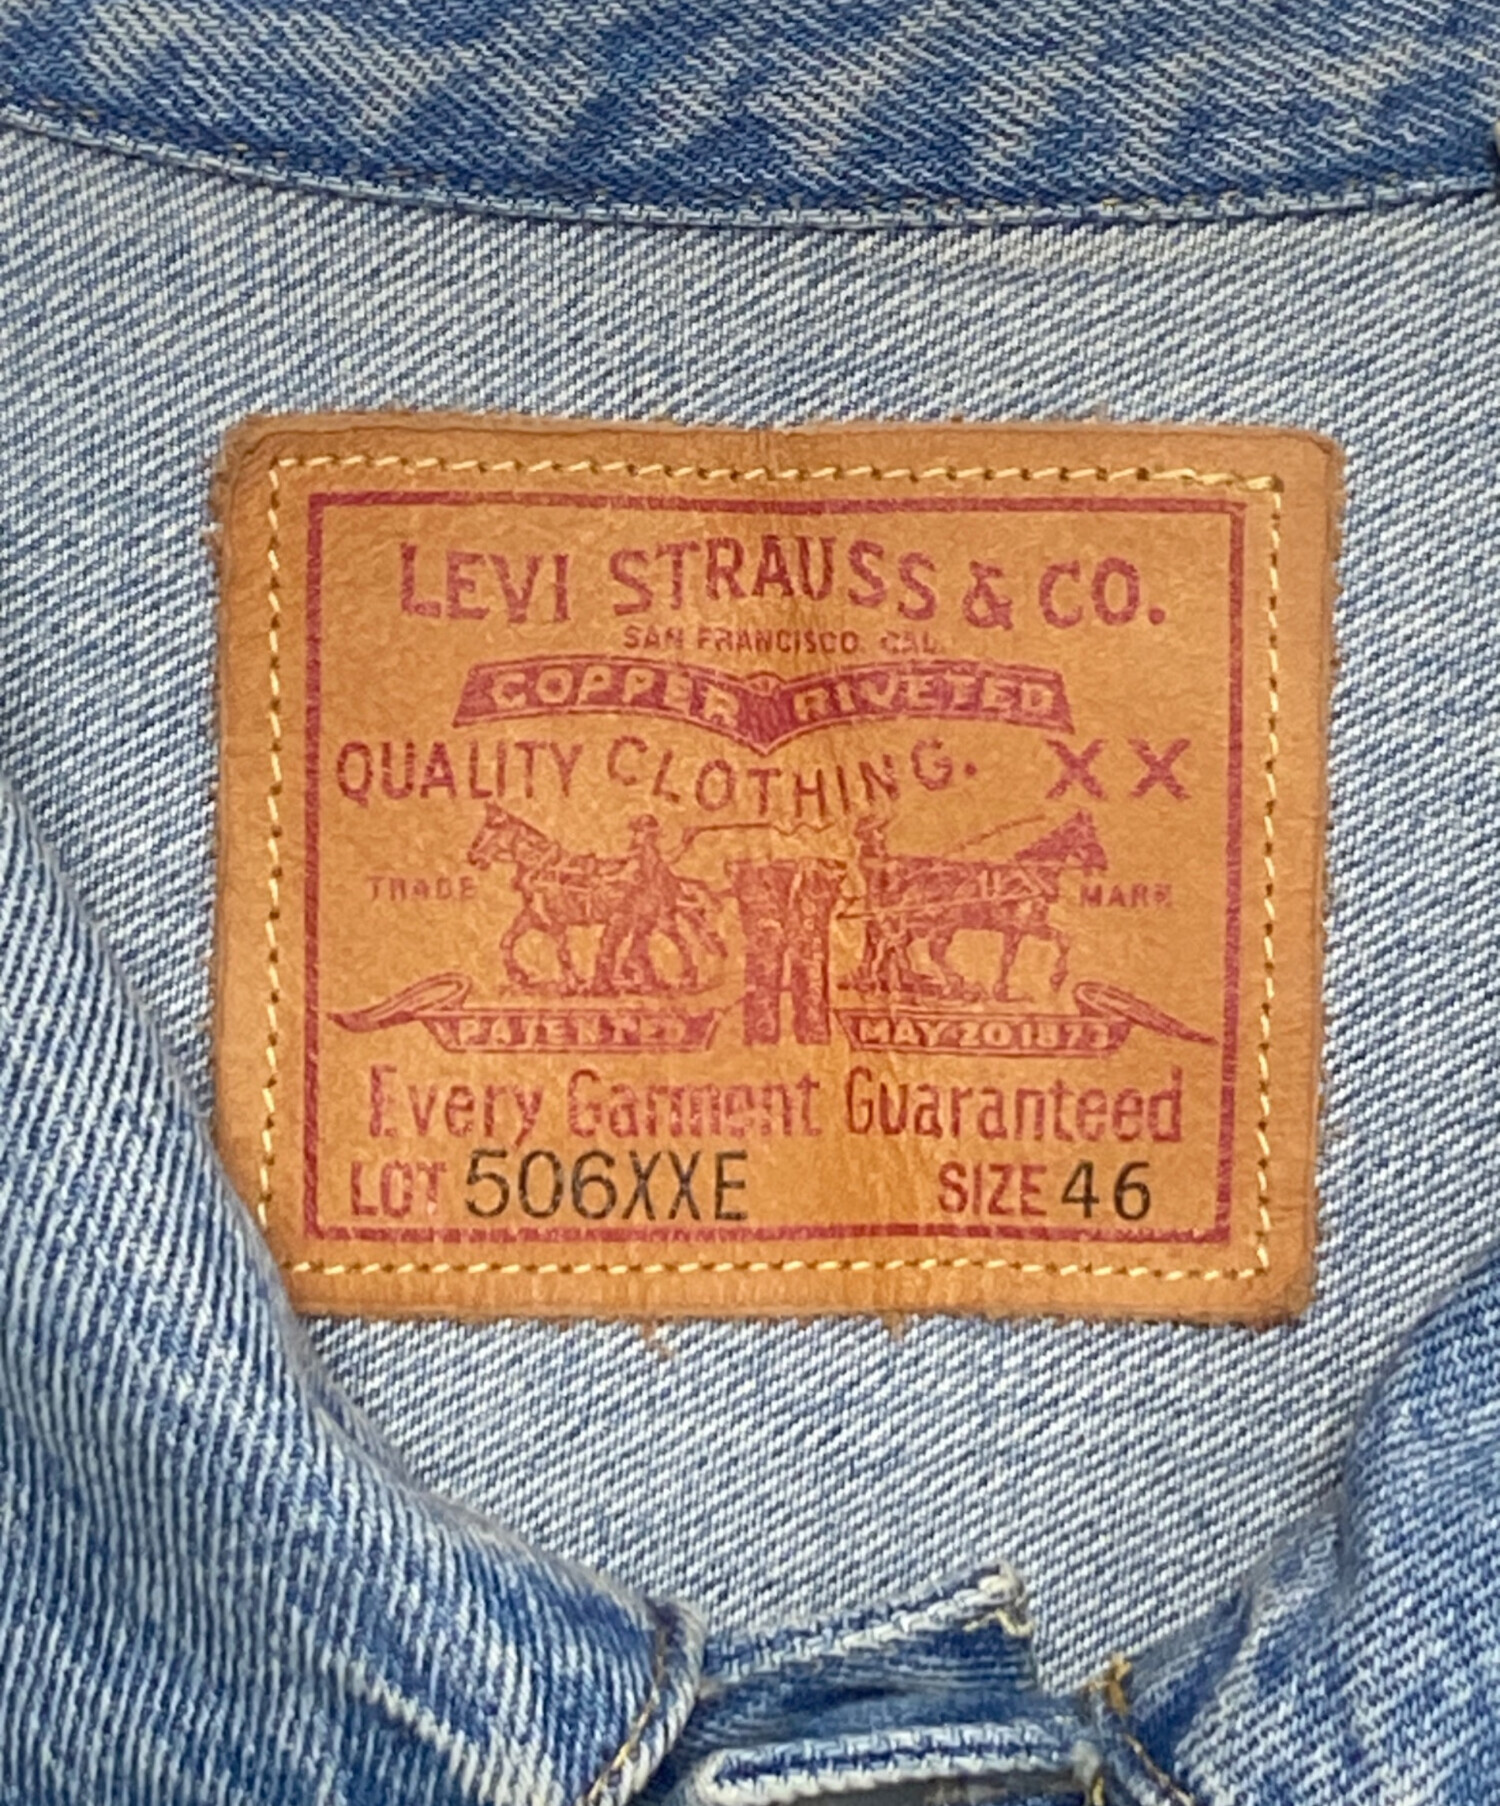 LEVI STRAUSS & CO.
SAN FRANCISCO. CAL.
COPPER RIVETED
QUALITY CLOTHING. XX
TRADE MARK
PATENTED MAY 20 1873
Every Garment Guaranteed
LOT 506XXE SIZE 46